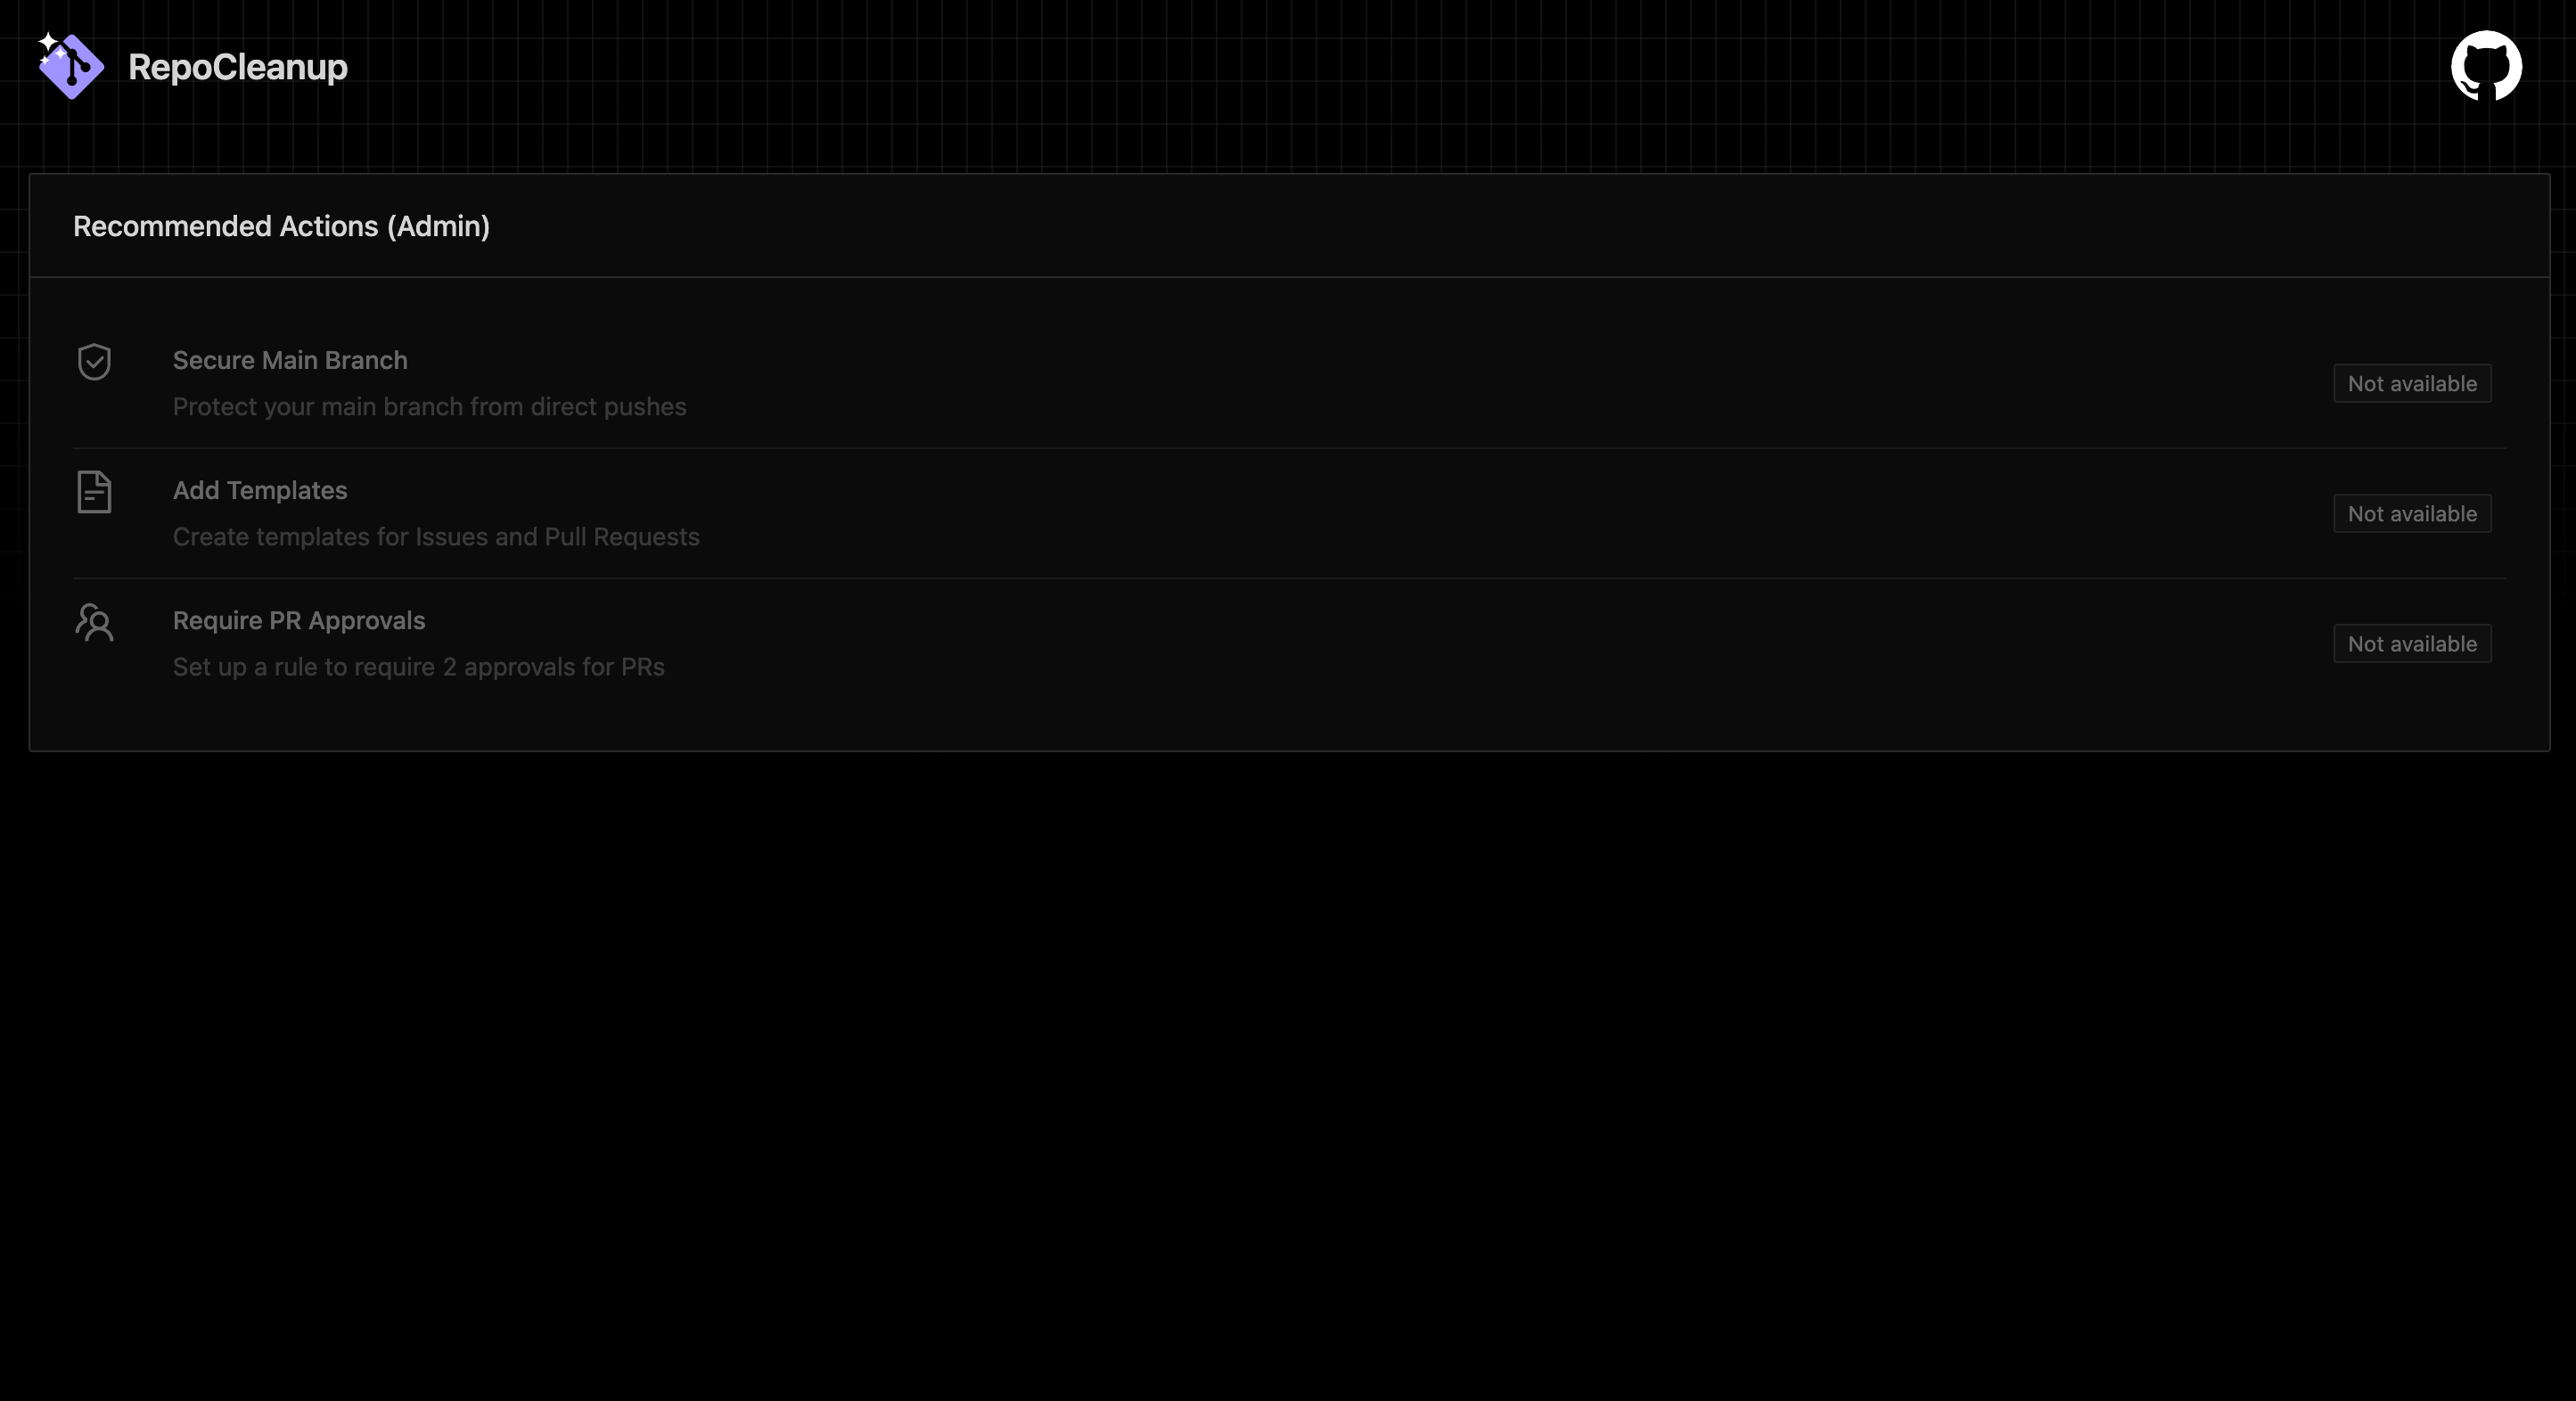 RepoCleanup
Recommended Actions (Admin)
Secure Main Branch
Protect your main branch from direct pushes
Not available
Add Templates
Create templates for Issues and Pull Requests
Not available
Require PR Approvals
Set up a rule to require 2 approvals for PRs
Not available